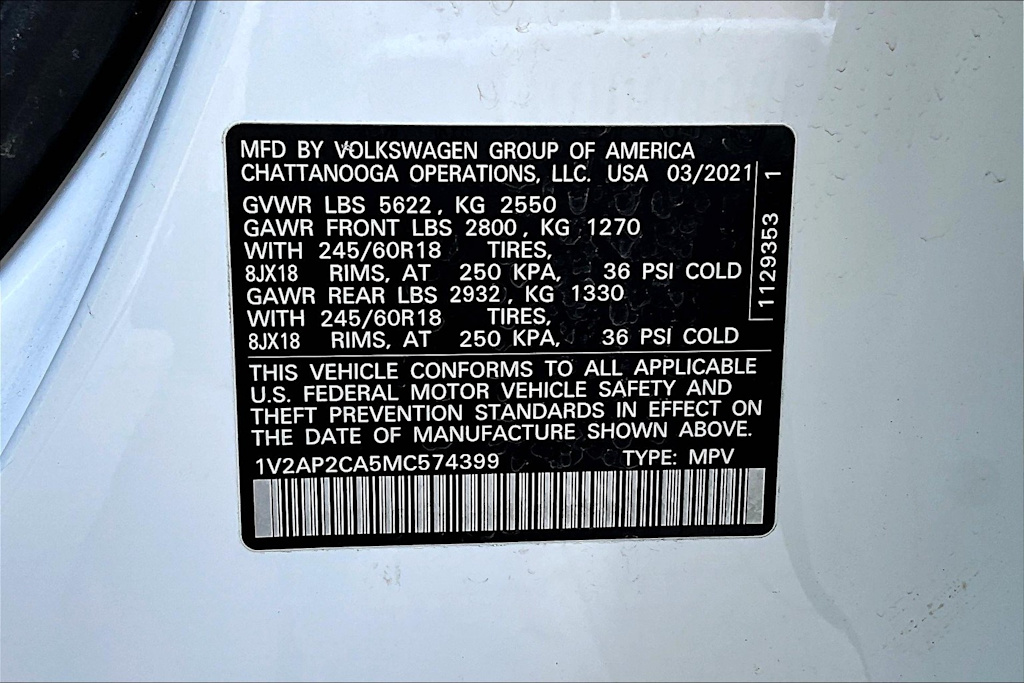 MFD BY VOLKSWAGEN GROUP OF AMERICA
CHATTANOOGA OPERATIONS, LLC. USA 03/2021
GVWR LBS 5622, KG 2550
GAWR FRONT LBS 2800, KG 1270
WITH 245/60R18 TIRES,
8JX18 RIMS, AT 250 KPA, 36 PSI COLD
GAWR REAR LBS 2932, KG 1330
WITH 245/60R18 TIRES,
8JX18 RIMS, AT 250 KPA, 36 PSI COLD
1129353 1
THIS VEHICLE CONFORMS TO ALL APPLICABLE
U.S. FEDERAL MOTOR VEHICLE SAFETY AND
THEFT PREVENTION STANDARDS IN EFFECT ON
THE DATE OF MANUFACTURE SHOWN ABOVE.
1V2AP2CA5MC574399 TYPE: MPV